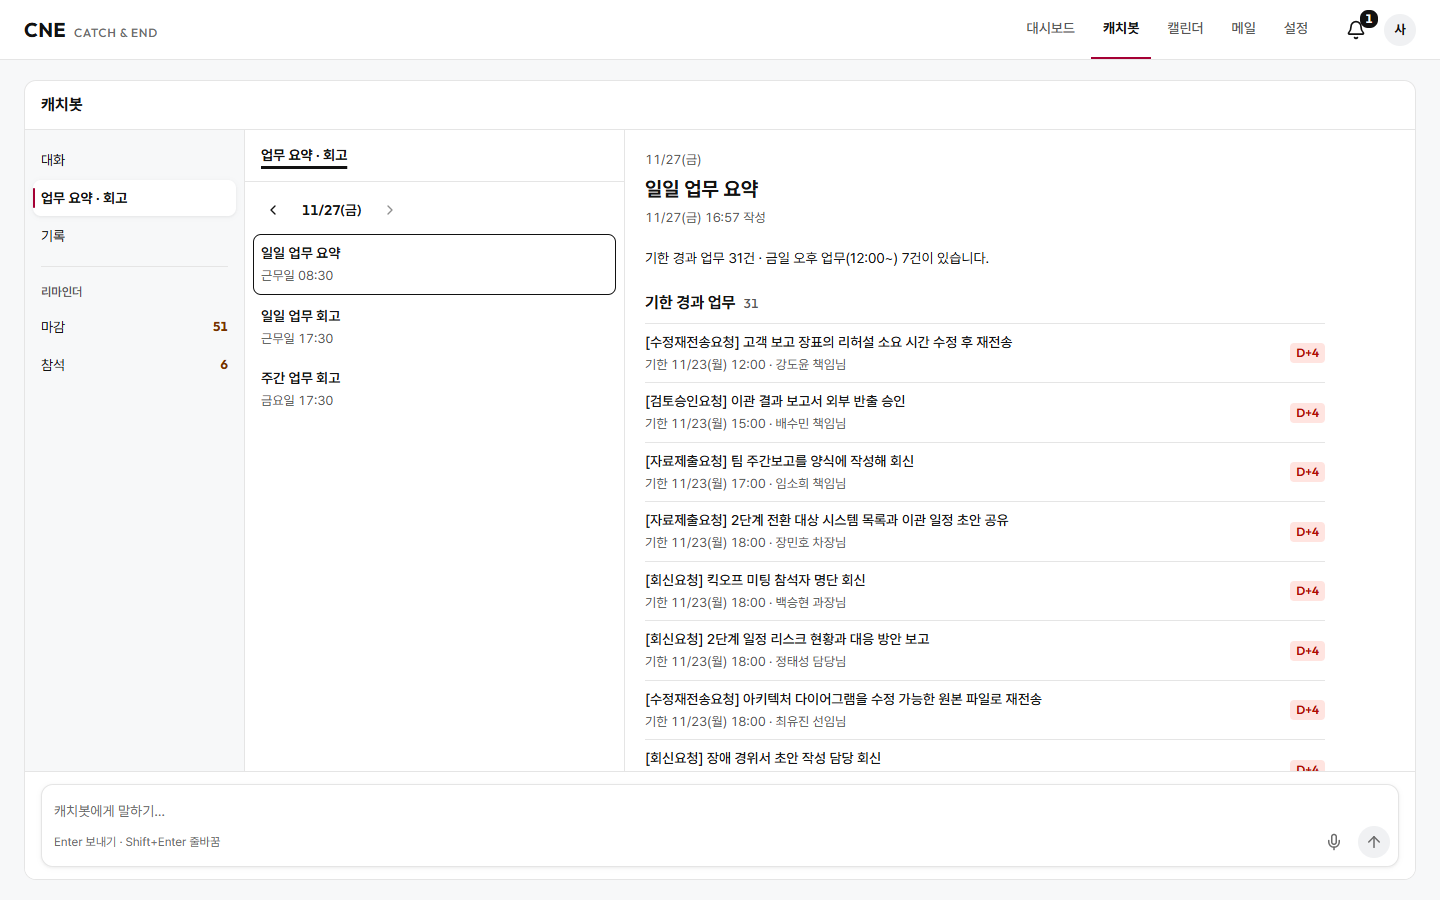 CNE CATCH & END
대시보드 캐치봇 캘린더 메일 설정 1 사
캐치봇
대화
업무 요약 · 회고
기록
리마인더
마감 51
참석 6
업무 요약 · 회고
11/27(금)
일일 업무 요약
근무일 08:30
일일 업무 회고
근무일 17:30
주간 업무 회고
금요일 17:30
11/27(금)
일일 업무 요약
11/27(금) 16:57 작성
기한 경과 업무 31건 · 금일 오후 업무(12:00~) 7건이 있습니다.
기한 경과 업무 31
[수정재전송요청] 고객 보고 장표의 리허설 소요 시간 수정 후 재전송
기한 11/23(월) 12:00 · 강도윤 책임님
D+4
[검토승인요청] 이관 결과 보고서 외부 반출 승인
기한 11/23(월) 15:00 · 배수민 책임님
D+4
[자료제출요청] 팀 주간보고를 양식에 작성해 회신
기한 11/23(월) 17:00 · 임소희 책임님
D+4
[자료제출요청] 2단계 전환 대상 시스템 목록과 이관 일정 초안 공유
기한 11/23(월) 18:00 · 장민호 차장님
D+4
[회신요청] 킥오프 미팅 참석자 명단 회신
기한 11/23(월) 18:00 · 백승현 과장님
D+4
[회신요청] 2단계 일정 리스크 현황과 대응 방안 보고
기한 11/23(월) 18:00 · 정태성 담당님
D+4
[수정재전송요청] 아키텍처 다이어그램을 수정 가능한 원본 파일로 재전송
기한 11/23(월) 18:00 · 최유진 선임님
D+4
[회신요청] 장애 경위서 초안 작성 담당 회신
D+4
캐치봇에게 말하기...
Enter 보내기 · Shift+Enter 줄바꿈